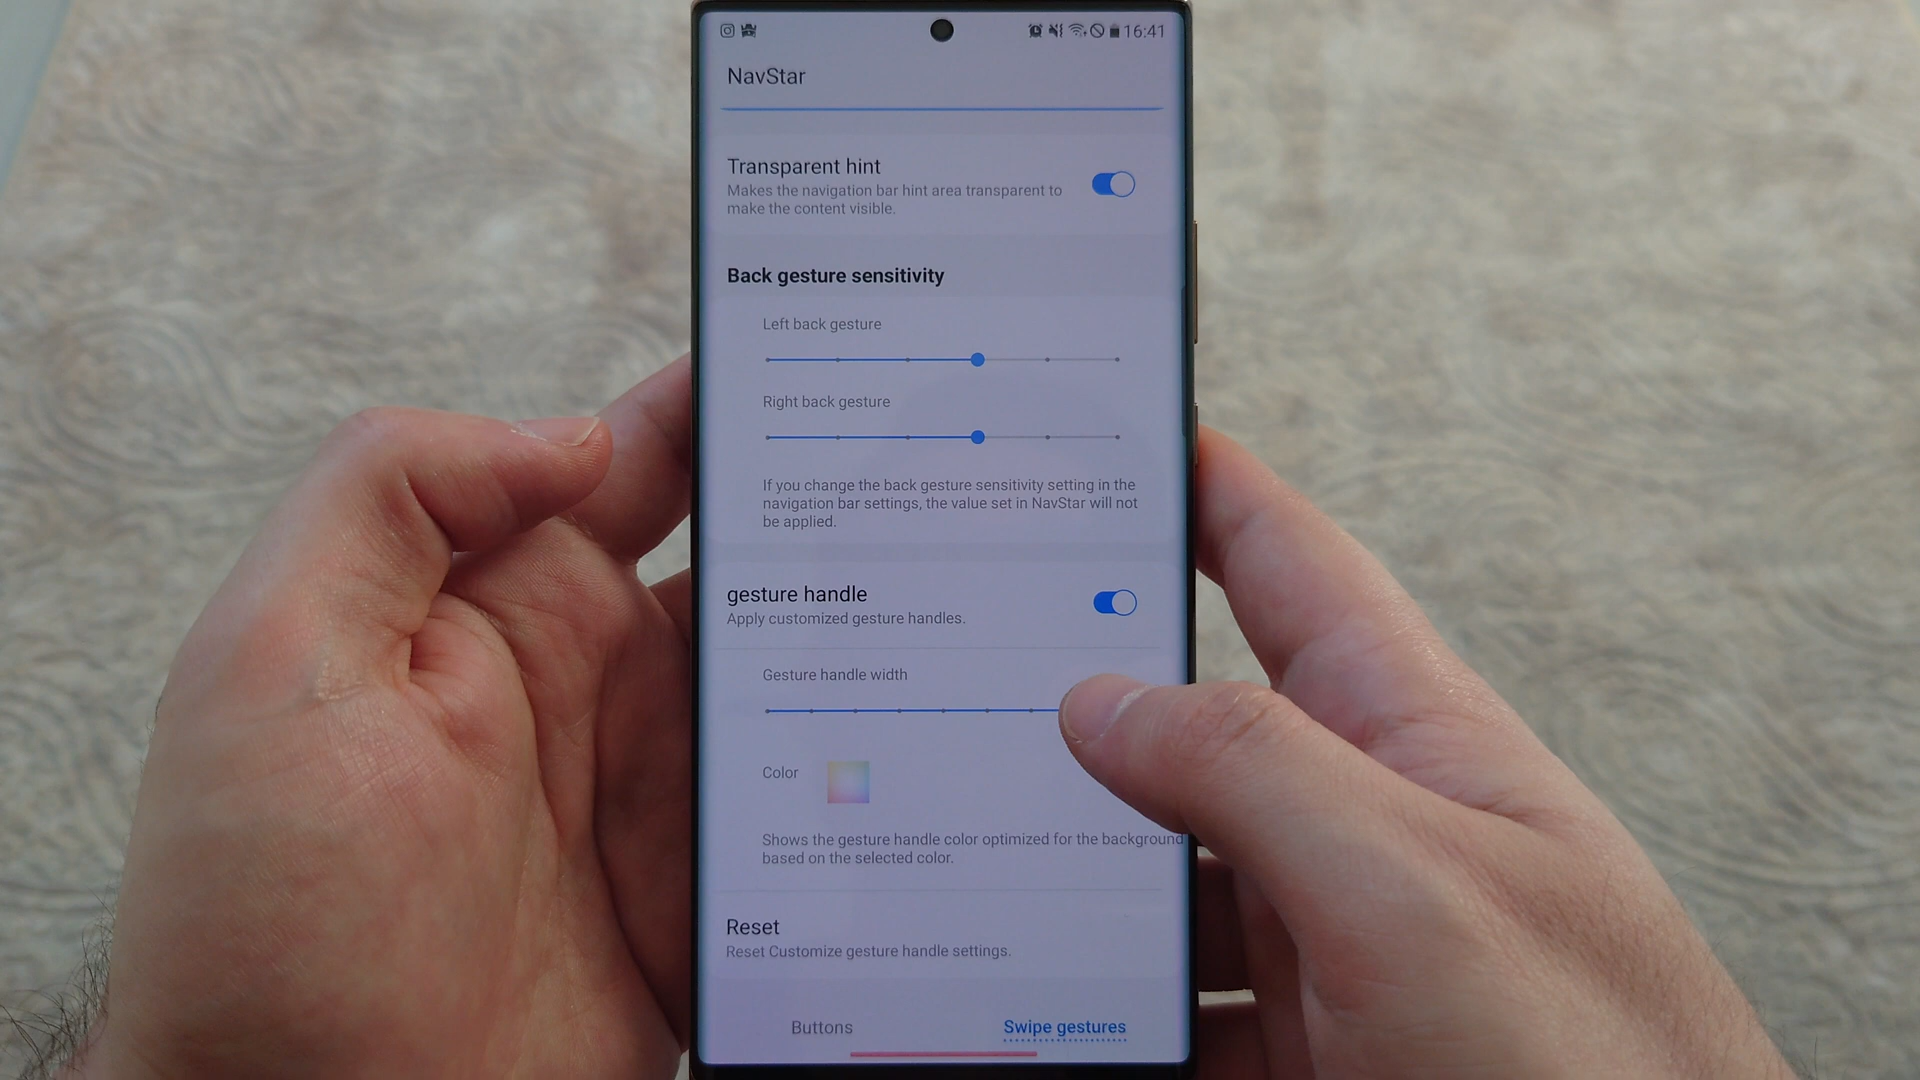 16:41
NavStar
Transparent hint
Makes the navigation bar hint area transparent to
make the content visible.
Back gesture sensitivity
Left back gesture
Right back gesture
If you change the back gesture sensitivity setting in the
navigation bar settings, the value set in NavStar will not
be applied.
gesture handle
Apply customized gesture handles.
Gesture handle width
Color
Shows the gesture handle color optimized for the background
based on the selected color.
Reset
Reset Customize gesture handle settings.
Buttons
Swipe gestures